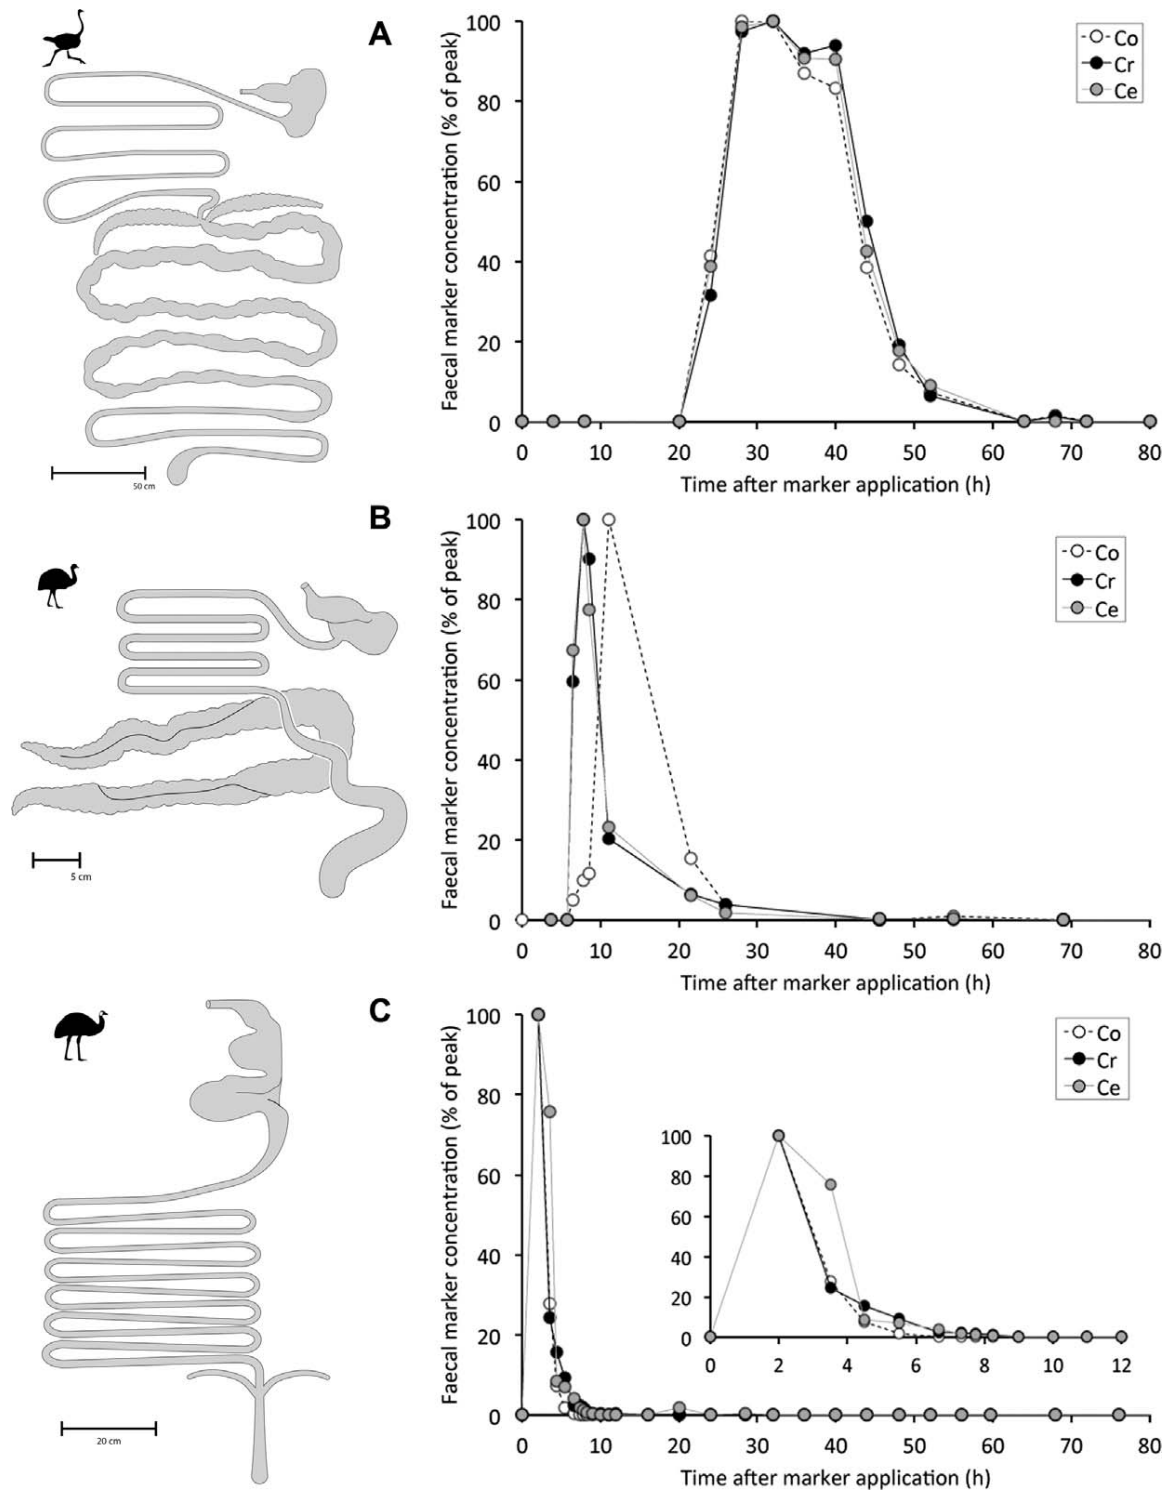 A
Co
Cr
Ce
Faecal marker concentration (% of peak)
100
80
60
40
20
0
0 10 20 30 40 50 60 70 80
Time after marker application (h)
50 cm
B
Co
Cr
Ce
Faecal marker concentration (% of peak)
100
80
60
40
20
0
0 10 20 30 40 50 60 70 80
Time after marker application (h)
5 cm
C
Co
Cr
Ce
Faecal marker concentration (% of peak)
100
80
60
40
20
0
0 10 20 30 40 50 60 70 80
Time after marker application (h)
100
80
60
40
20
0
0 2 4 6 8 10 12
20 cm